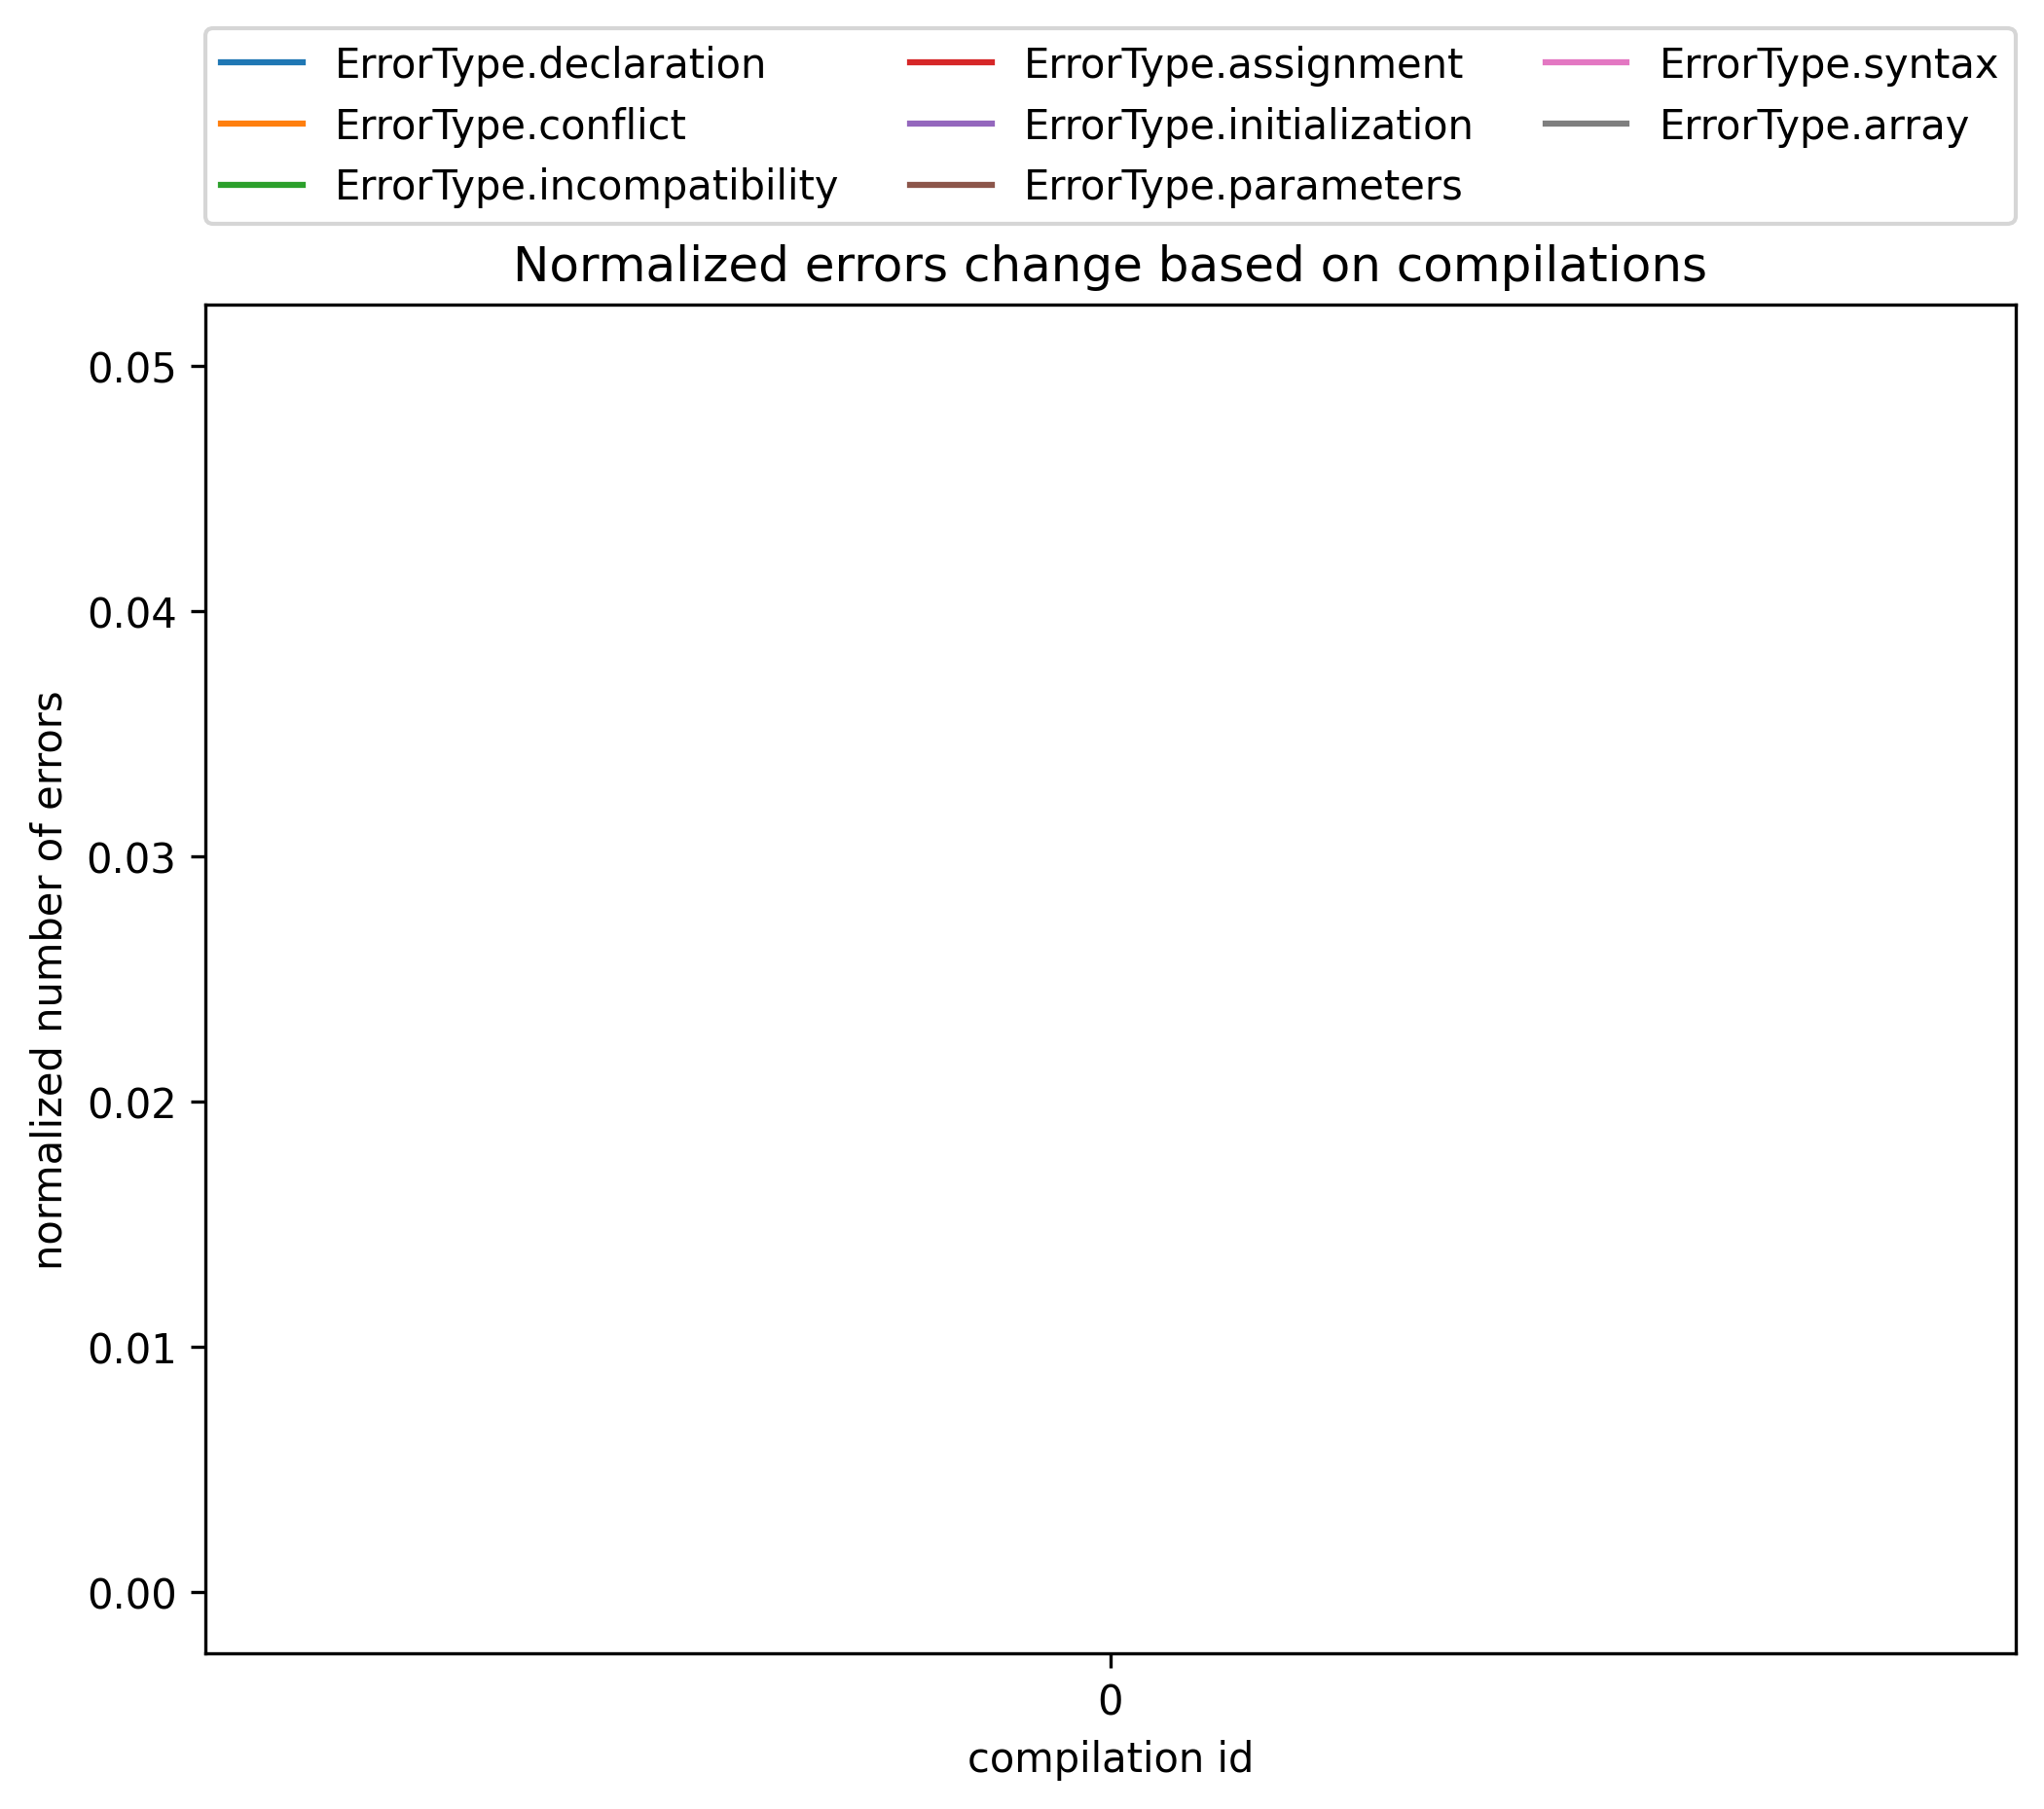 ErrorType.declaration ErrorType.assignment ErrorType.syntax
ErrorType.conflict ErrorType.initialization ErrorType.array
ErrorType.incompatibility ErrorType.parameters
Normalized errors change based on compilations
0.05
0.04
0.03
0.02
0.01
0.00
normalized number of errors
0
compilation id